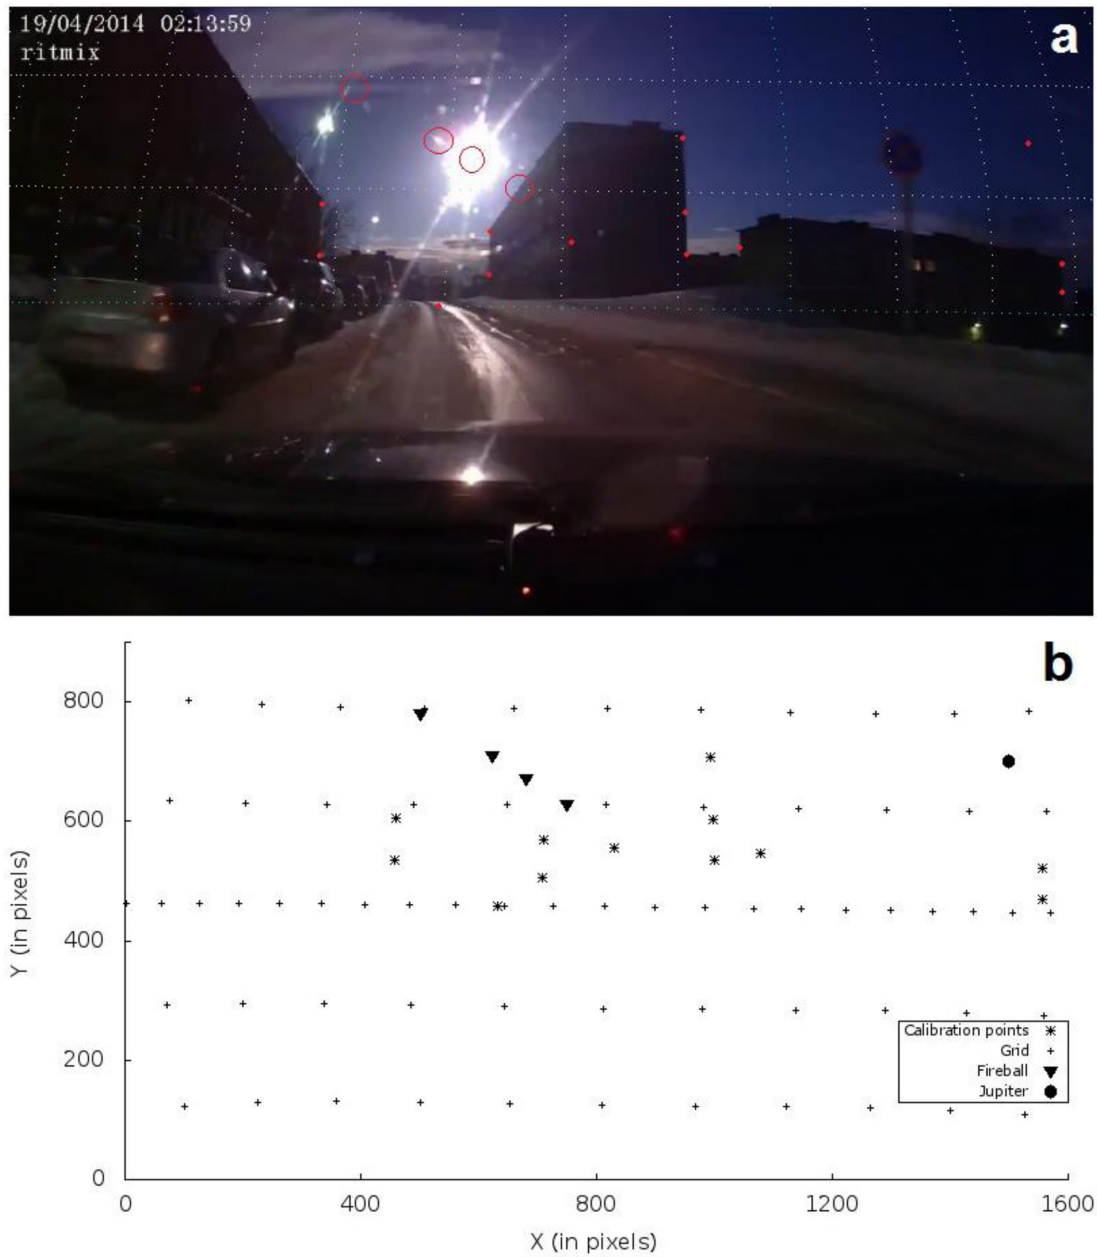 19/04/2014 02:13:59
ritmix
a
b
800
600
400
200
0
Y (in pixels)
Calibration points
Grid
Fireball
Jupiter
0 400 800 1200 1600
X (in pixels)